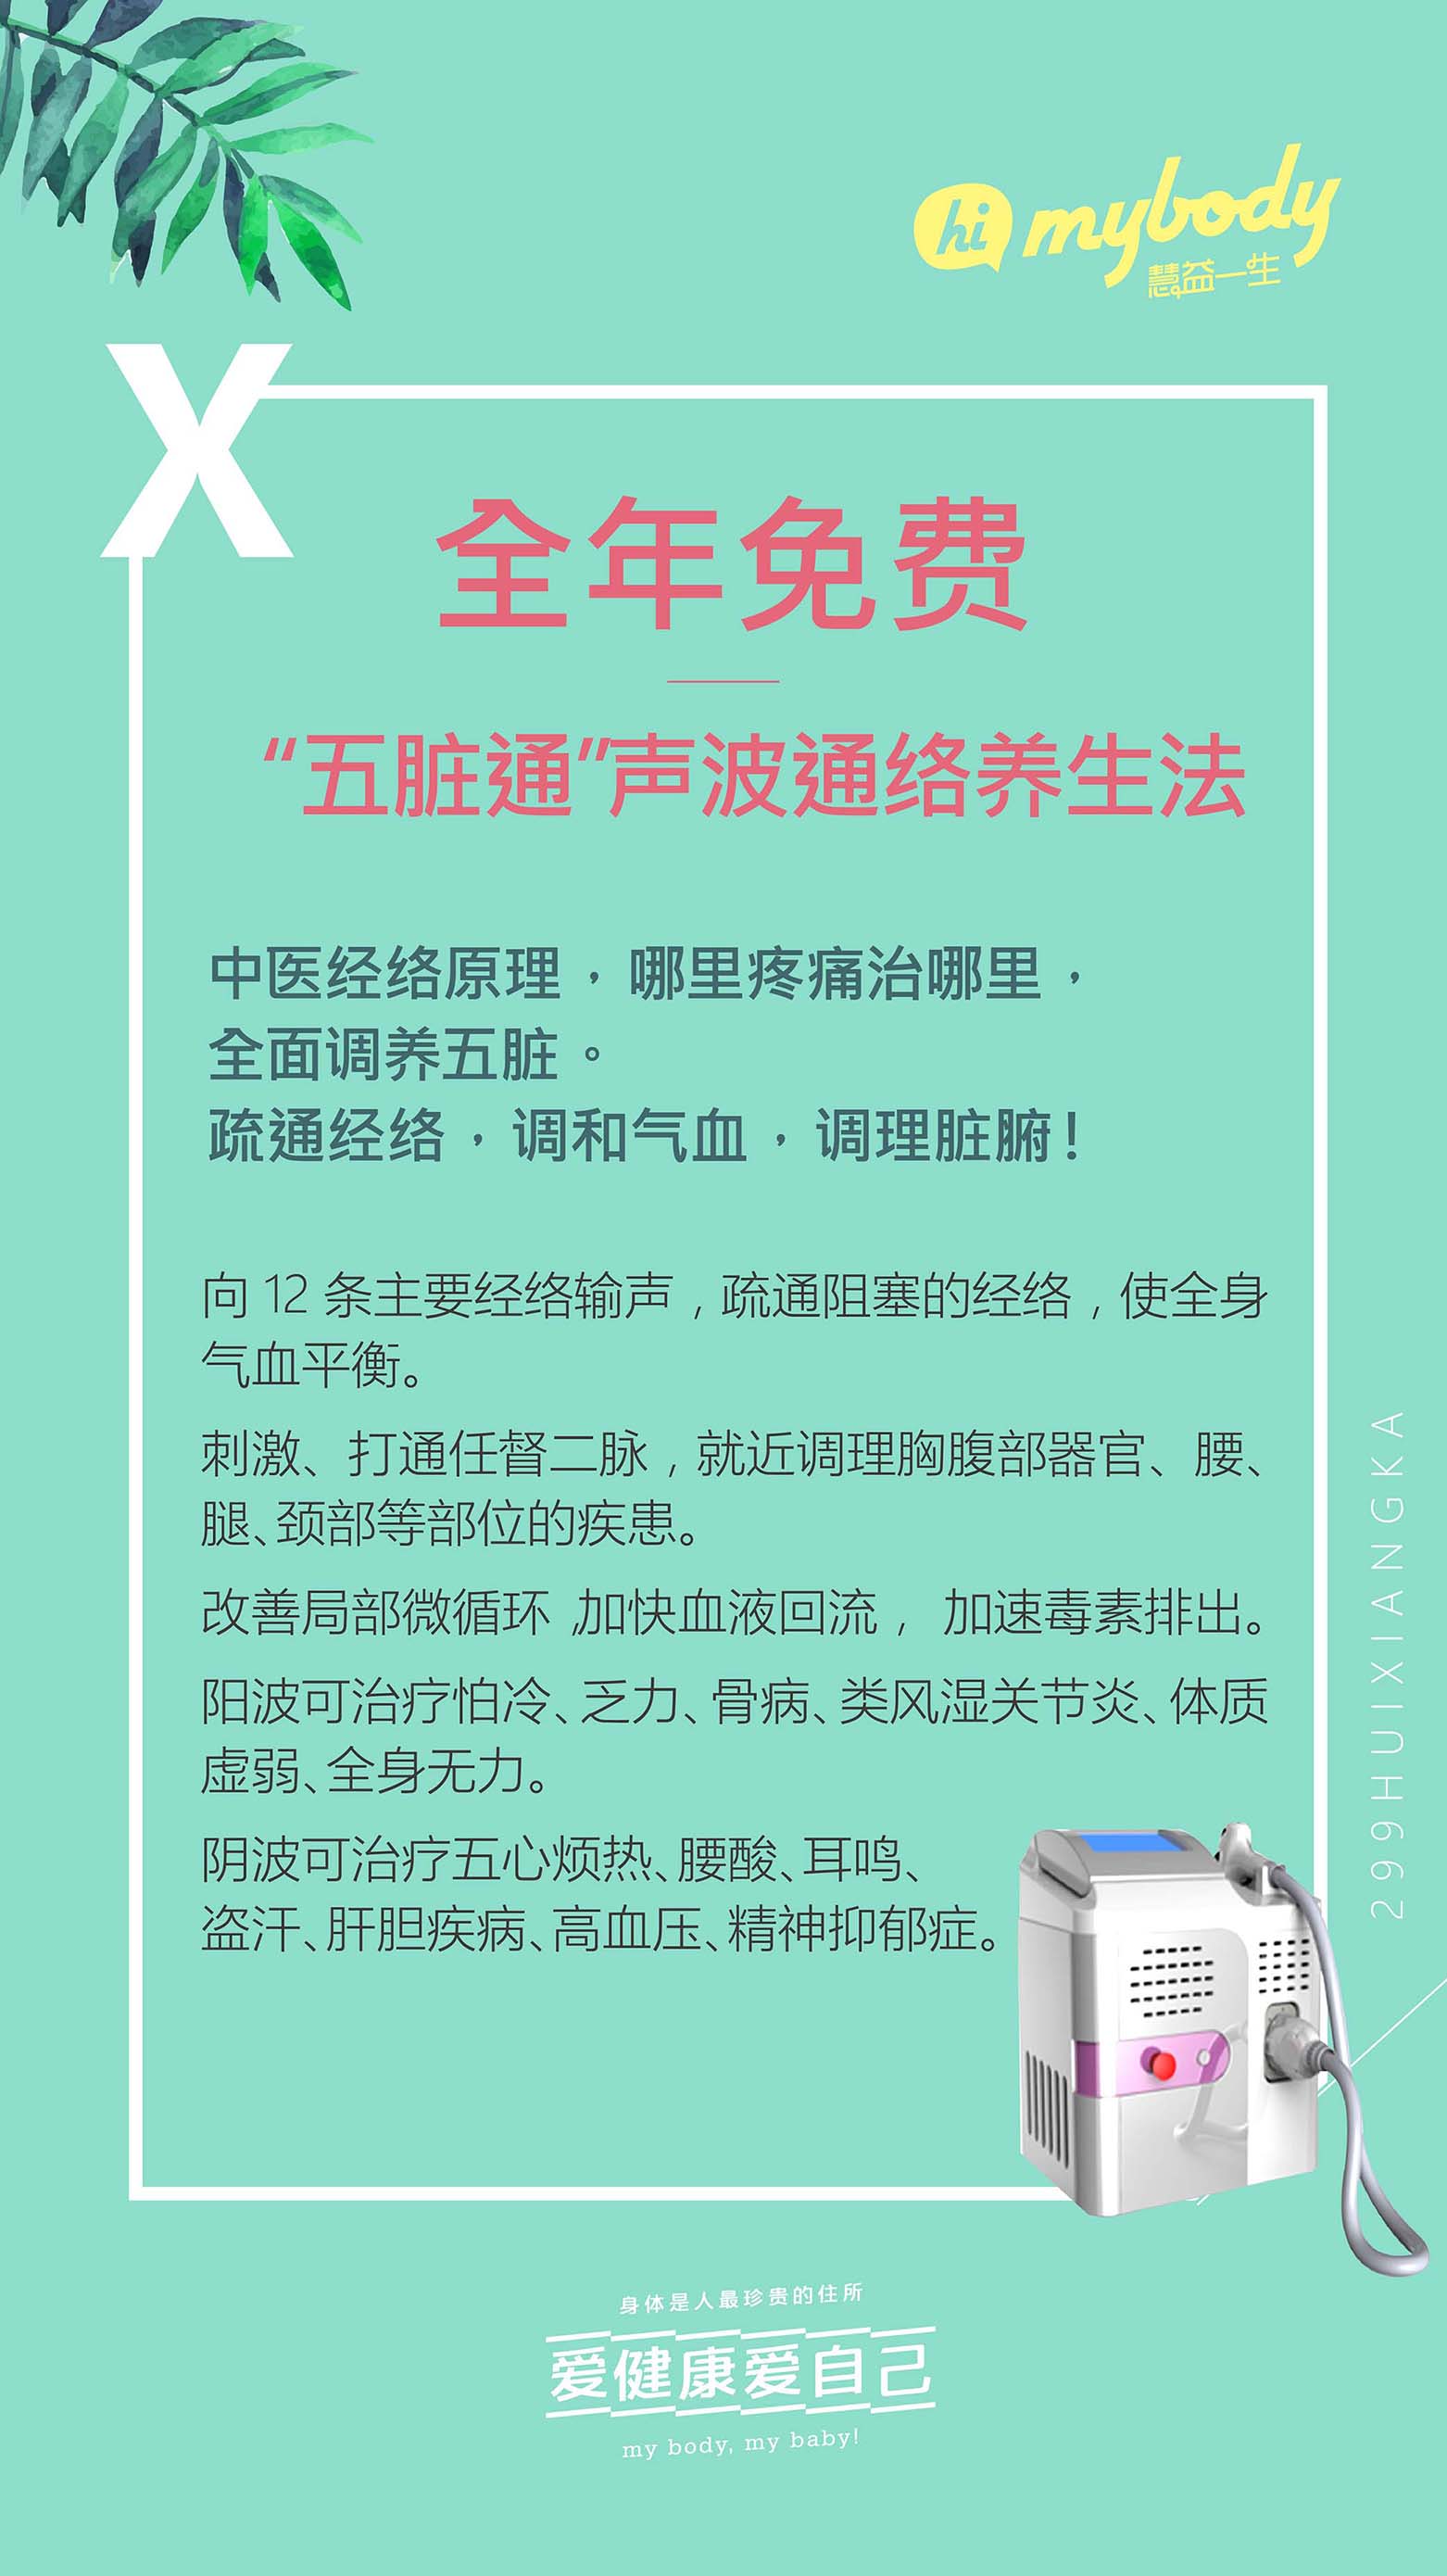 hi mybody
慧益一生
X
全年免费
“五脏通”声波通络养生法
中医经络原理，哪里疼痛治哪里，
全面调养五脏。
疏通经络，调和气血，调理脏腑！
向 12 条主要经络输声，疏通阻塞的经络，使全身
气血平衡。
刺激、打通任督二脉，就近调理胸腹部器官、腰、
腿、颈部等部位的疾患。
改善局部微循环,加快血液回流， 加速毒素排出。
阳波可治疗怕冷、乏力、骨病、类风湿关节炎、体质
虚弱、全身无力。
阴波可治疗五心烦热、腰酸、耳鸣、
盗汗、肝胆疾病、高血压、精神抑郁症。
299HUIXIANGKA
身体是人最珍贵的住所
爱健康爱自己
my body, my baby!